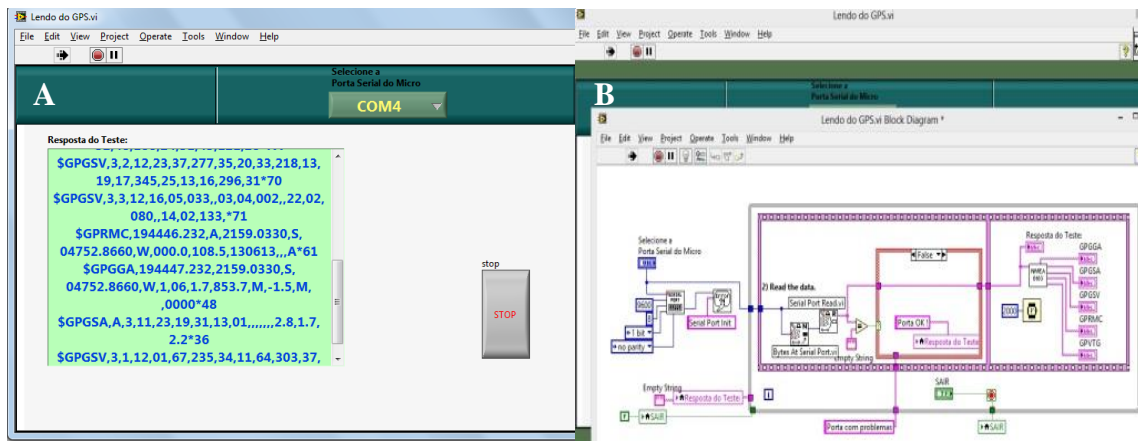 Lendo do GPS.vi
File Edit View Project Operate Tools Window Help
A
Selecione a
Porta Serial do Micro
COM4
Resposta do Teste:
$GPGSV,3,2,12,23,37,277,35,20,33,218,13,
19,17,345,25,13,16,296,31*70
$GPGSV,3,3,12,16,05,033,,03,04,002,,22,02,
080,,14,02,133,*71
$GPRMC,194446.232,A,2159.0330,S,
04752.8660,W,000.0,108.5,130613,,,A*61
$GPGGA,194447.232,2159.0330,S,
04752.8660,W,1,06,1.7,853.7,M,-1.5,M,
,0000*48
$GPGSA,A,3,11,23,19,31,13,01,,,,,,,2.8,1.7,
2.2*36
$GPGSV,3,1,12,01,67,235,34,11,64,303,37,
stop
STOP
Lendo do GPS.vi
File Edit View Project Operate Tools Window Help
B
Selecione a
Porta Serial do Micro
Lendo do GPS.vi Block Diagram *
File Edit View Project Operate Tools Window Help
Selecione a
Porta Serial do Micro
9600
8
1 bit
no parity
Serial Port Init
2) Read the data.
Serial Port Read.vi
Bytes At Serial Port.vi
Empty String
False
Porta OK !
Resposta do Teste
Resposta do Teste:
GPGGA
GPGSA
GPGSV
GPRMC
GPVTG
2000
Empty String
Resposta do Teste
F
SAIR
i
SAIR
Porta com problemas
SAIR